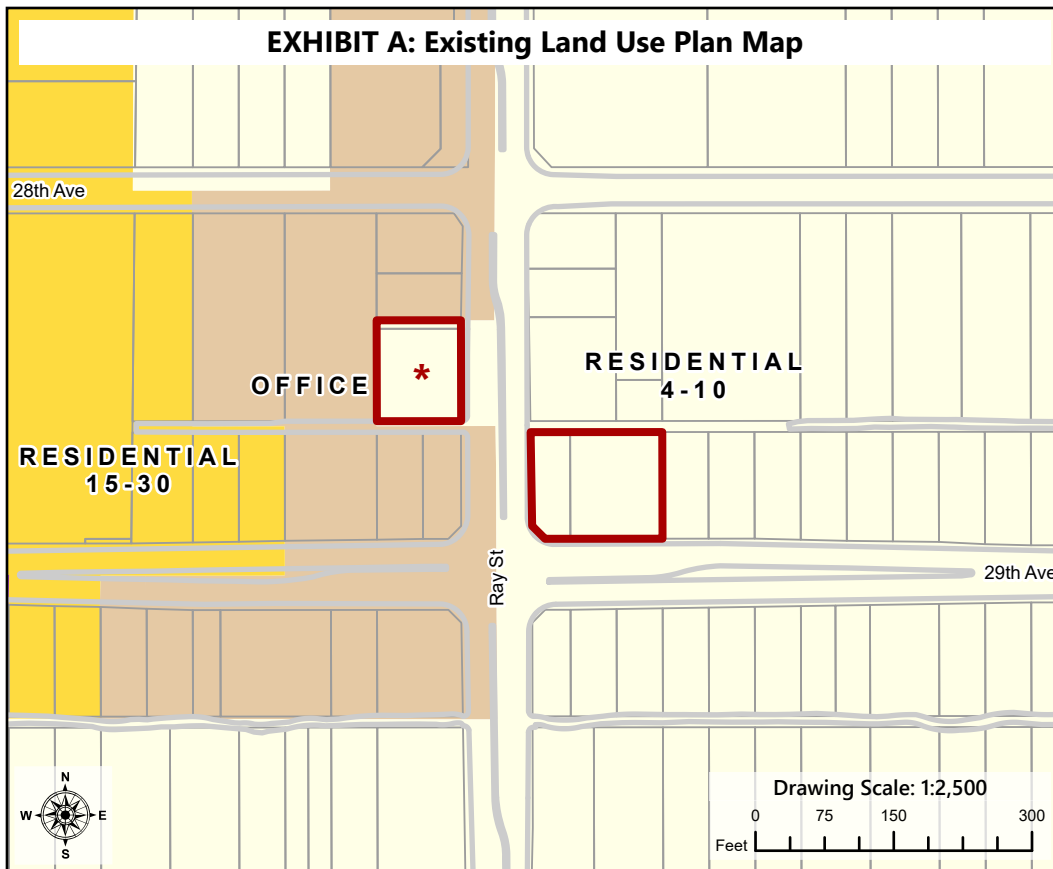 EXHIBIT A: Existing Land Use Plan Map
28th Ave
OFFICE
*
RESIDENTIAL
4-10
RESIDENTIAL
15-30
Ray St
29th Ave
N
W E
S
Drawing Scale: 1:2,500
0 75 150 300
Feet